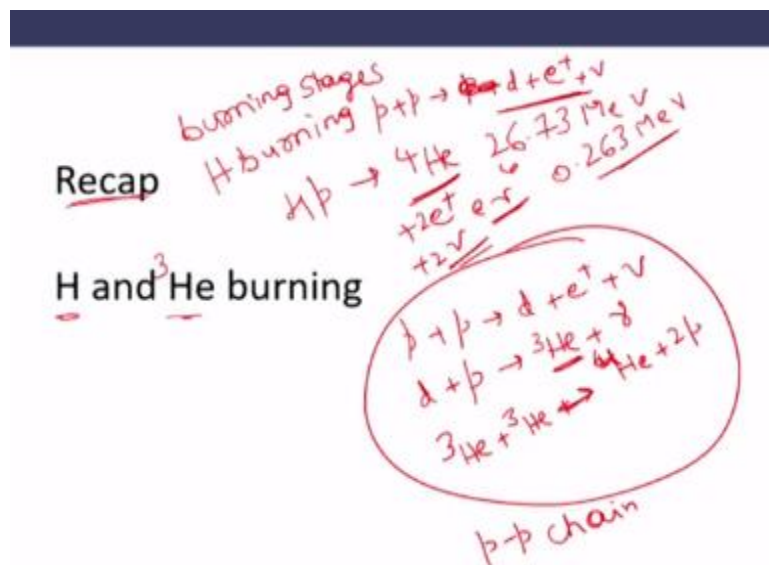 burning stages
H burning p+p → d+e⁺+ν
4p → ⁴He 26.73 MeV
+2e⁺ 0.263 MeV
+2ν
Recap
H and ³He burning
p+p → d+e⁺+ν
d+p → ³He+γ
³He+³He → ⁴He+2p
p-p chain